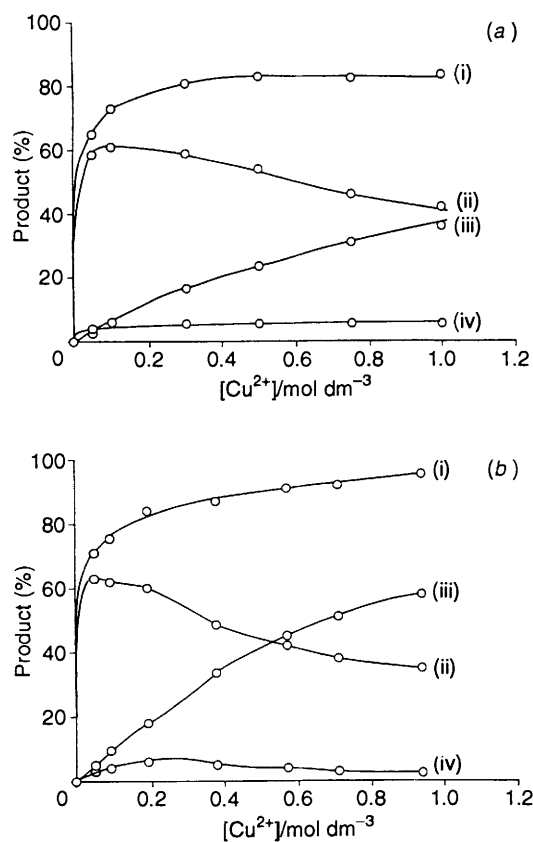 (a)
100
80
60
40
20
0
Product (%)
(i)
(ii)
(iii)
(iv)
0.2 0.4 0.6 0.8 1.0 1.2
[Cu²⁺]/mol dm⁻³
(b)
100
80
60
40
20
0
Product (%)
(i)
(iii)
(ii)
(iv)
0.2 0.4 0.6 0.8 1.0 1.2
[Cu²⁺]/mol dm⁻³